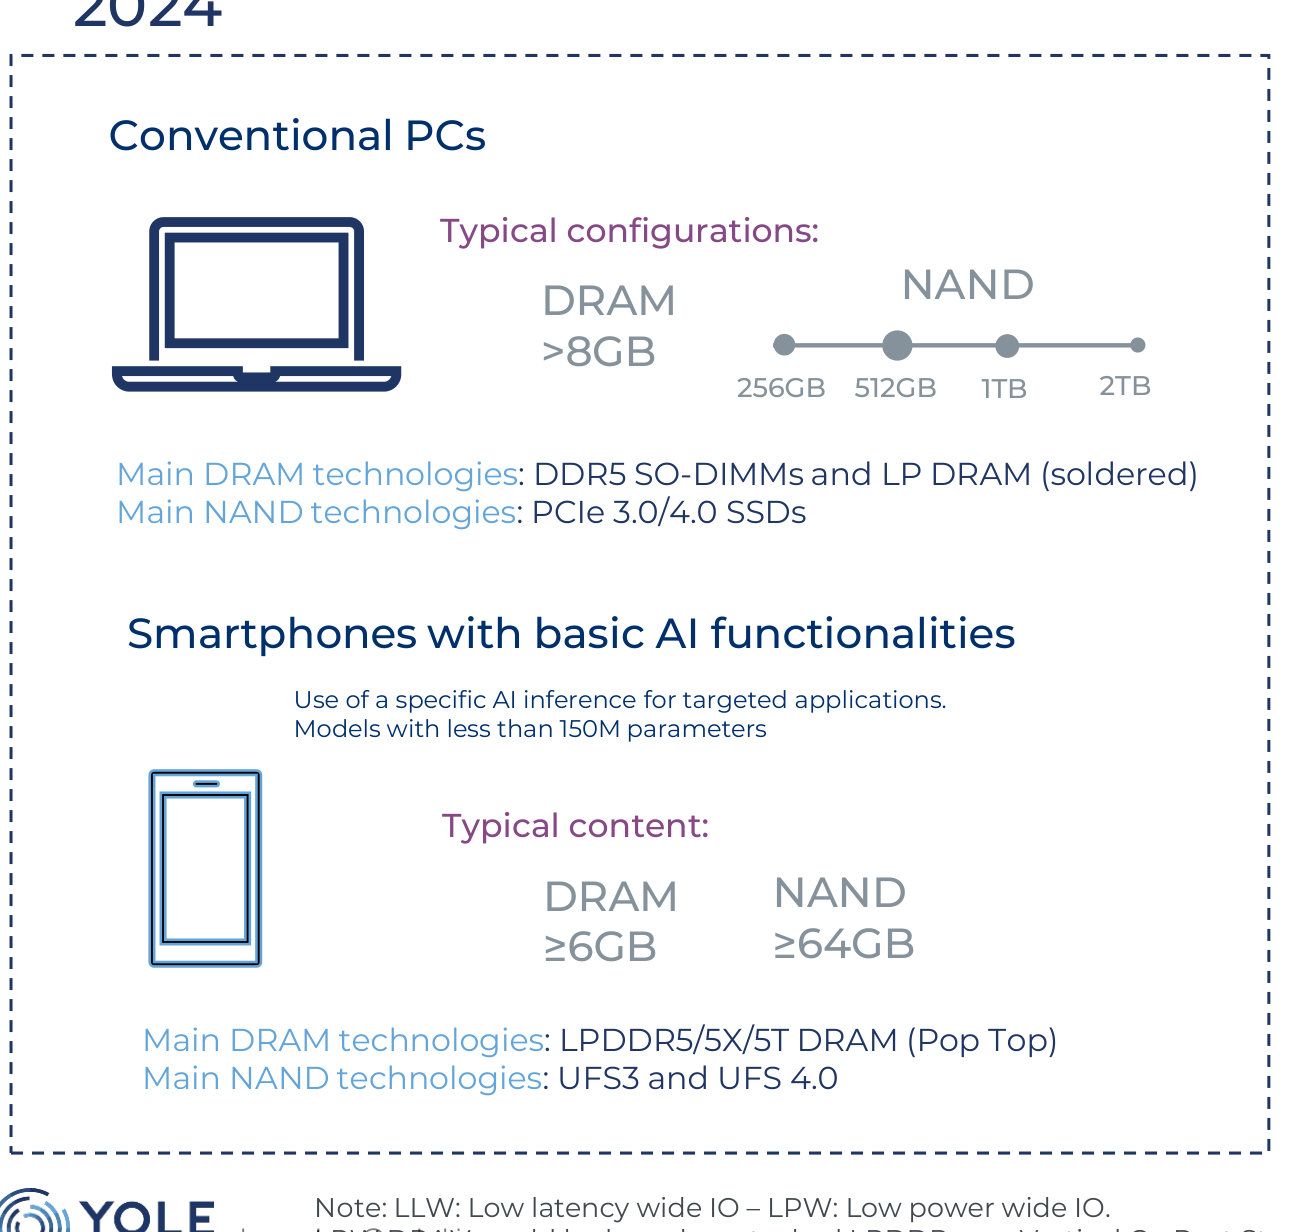 2024
Conventional PCs
Typical configurations:
DRAM
>8GB
NAND
256GB 512GB 1TB 2TB
Main DRAM technologies: DDR5 SO-DIMMs and LP DRAM (soldered)
Main NAND technologies: PCIe 3.0/4.0 SSDs
Smartphones with basic AI functionalities
Use of a specific AI inference for targeted applications.
Models with less than 150M parameters
Typical content:
DRAM
≥6GB
NAND
≥64GB
Main DRAM technologies: LPDDR5/5X/5T DRAM (Pop Top)
Main NAND technologies: UFS3 and UFS 4.0
YOLE
Note: LLW: Low latency wide IO – LPW: Low power wide IO.